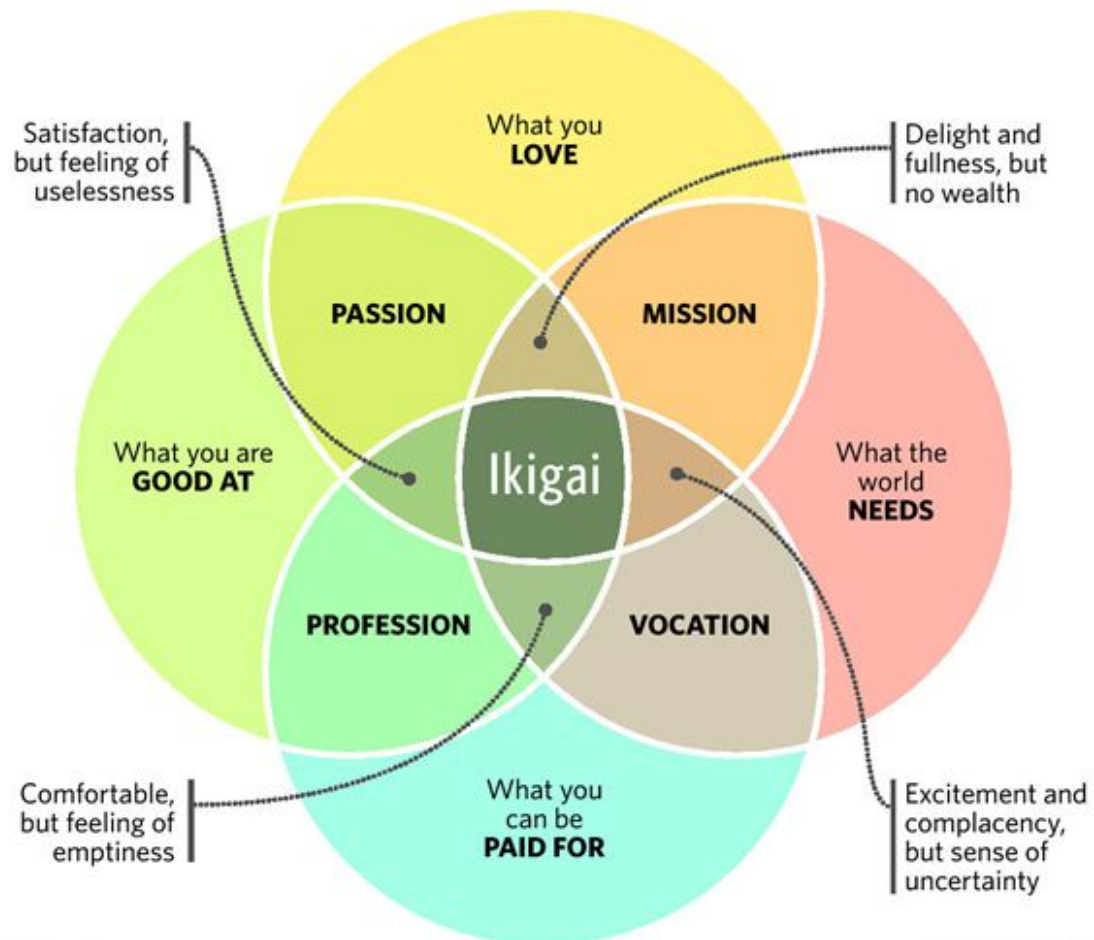 What you
LOVE
Satisfaction,
but feeling of
uselessness
Delight and
fullness, but
no wealth
PASSION
MISSION
What you are
GOOD AT
Ikigai
What the
world
NEEDS
PROFESSION
VOCATION
Comfortable,
but feeling of
emptiness
What you
can be
PAID FOR
Excitement and
complacency,
but sense of
uncertainty